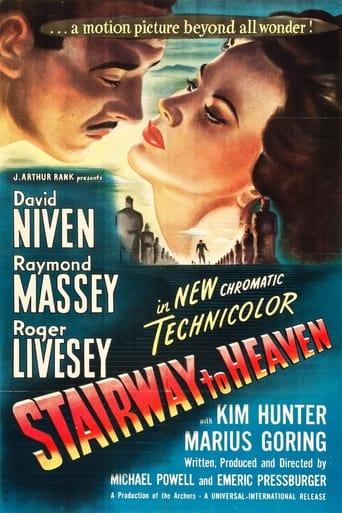 ...a motion picture beyond all wonder!
J. ARTHUR RANK presents
David
NIVEN
Raymond
MASSEY
Roger
LIVESEY
in NEW CHROMATIC
TECHNICOLOR
STAIRWAY to HEAVEN
with KIM HUNTER
MARIUS GORING
Written, Produced and Directed by
MICHAEL POWELL and EMERIC PRESSBURGER
A Production of the Archers - A UNIVERSAL-INTERNATIONAL RELEASE